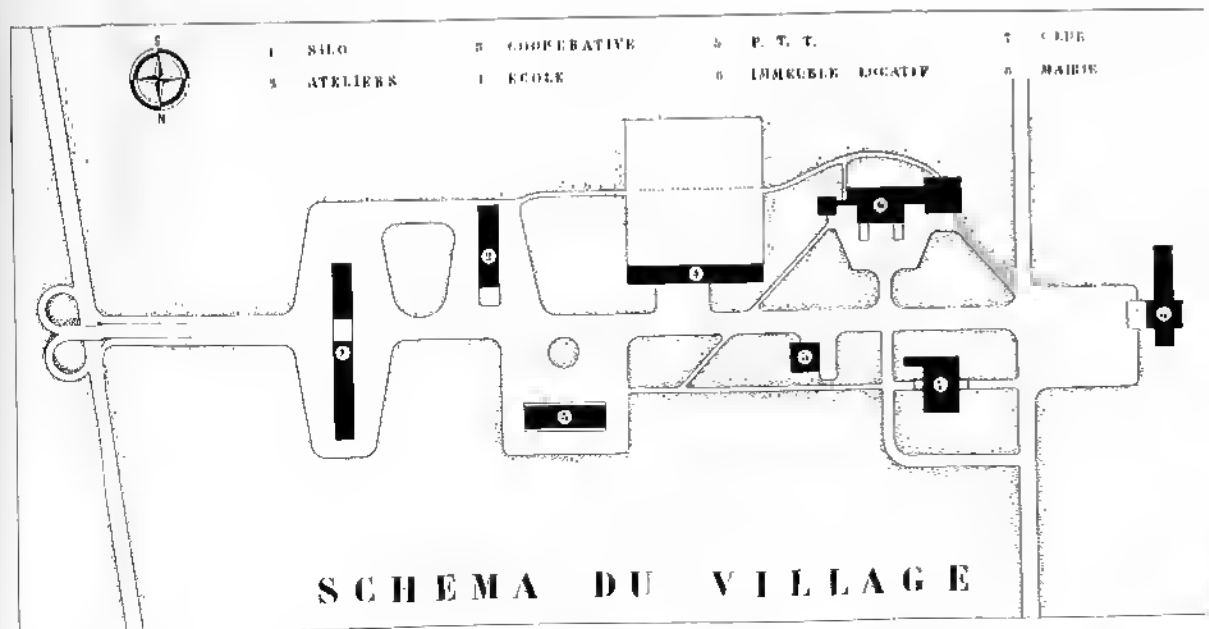 S
N
1 SILO 3 COOPERATIVE 5 P. T. T. 7 CLUB
2 ATELIERS 4 ECOLE 6 IMMEUBLE LOCATIF 8 MAIRIE
4
SCHEMA DU VILLAGE